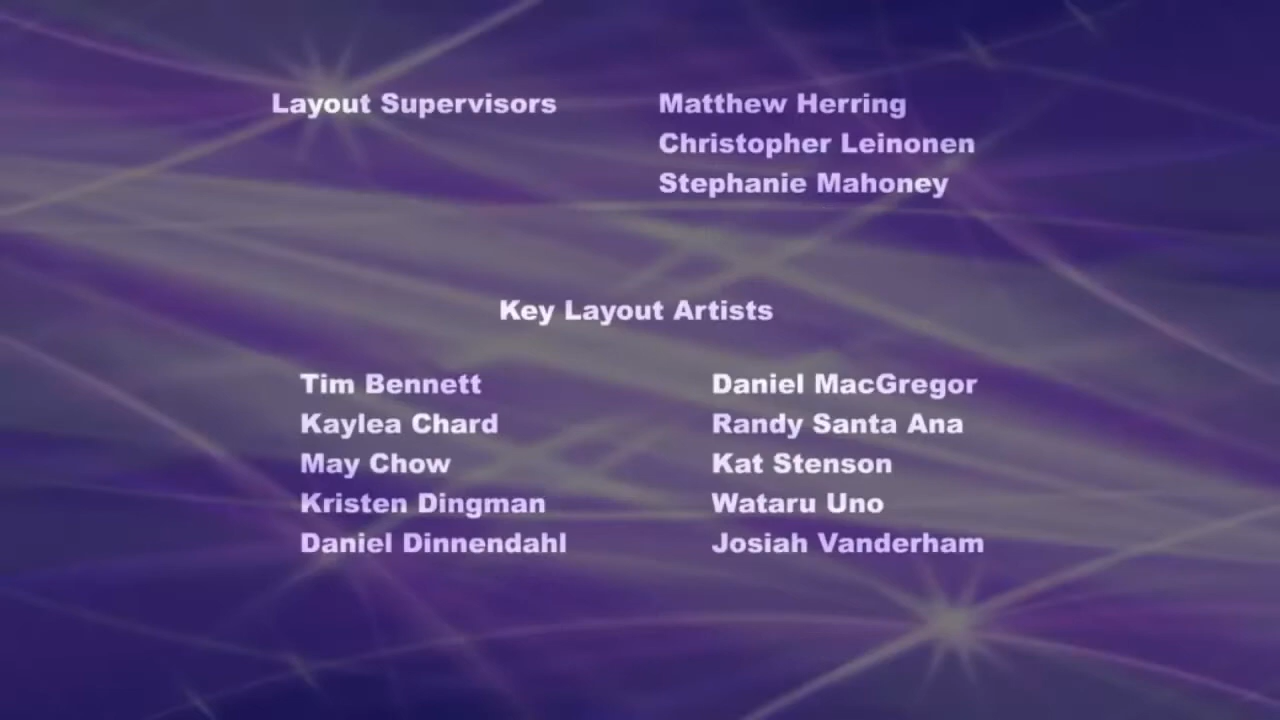 Layout Supervisors Matthew Herring
Christopher Leinonen
Stephanie Mahoney
Key Layout Artists
Tim Bennett
Kaylea Chard
May Chow
Kristen Dingman
Daniel Dinnendahl
Daniel MacGregor
Randy Santa Ana
Kat Stenson
Wataru Uno
Josiah Vanderham